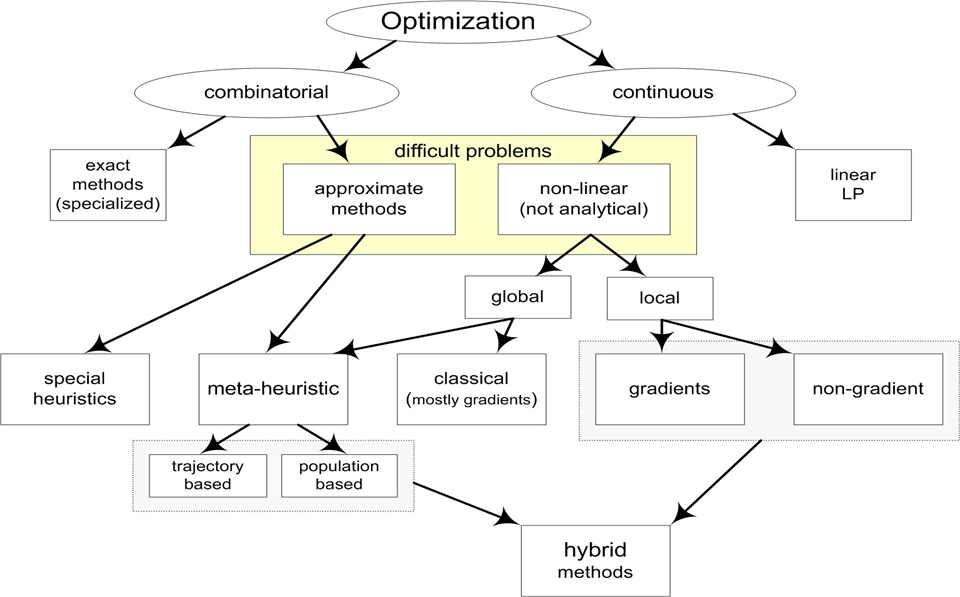 Optimization
combinatorial
continuous
difficult problems
exact
methods
(specialized)
approximate
methods
non-linear
(not analytical)
linear
LP
global
local
special
heuristics
meta-heuristic
classical
(mostly gradients)
gradients
non-gradient
trajectory
based
population
based
hybrid
methods